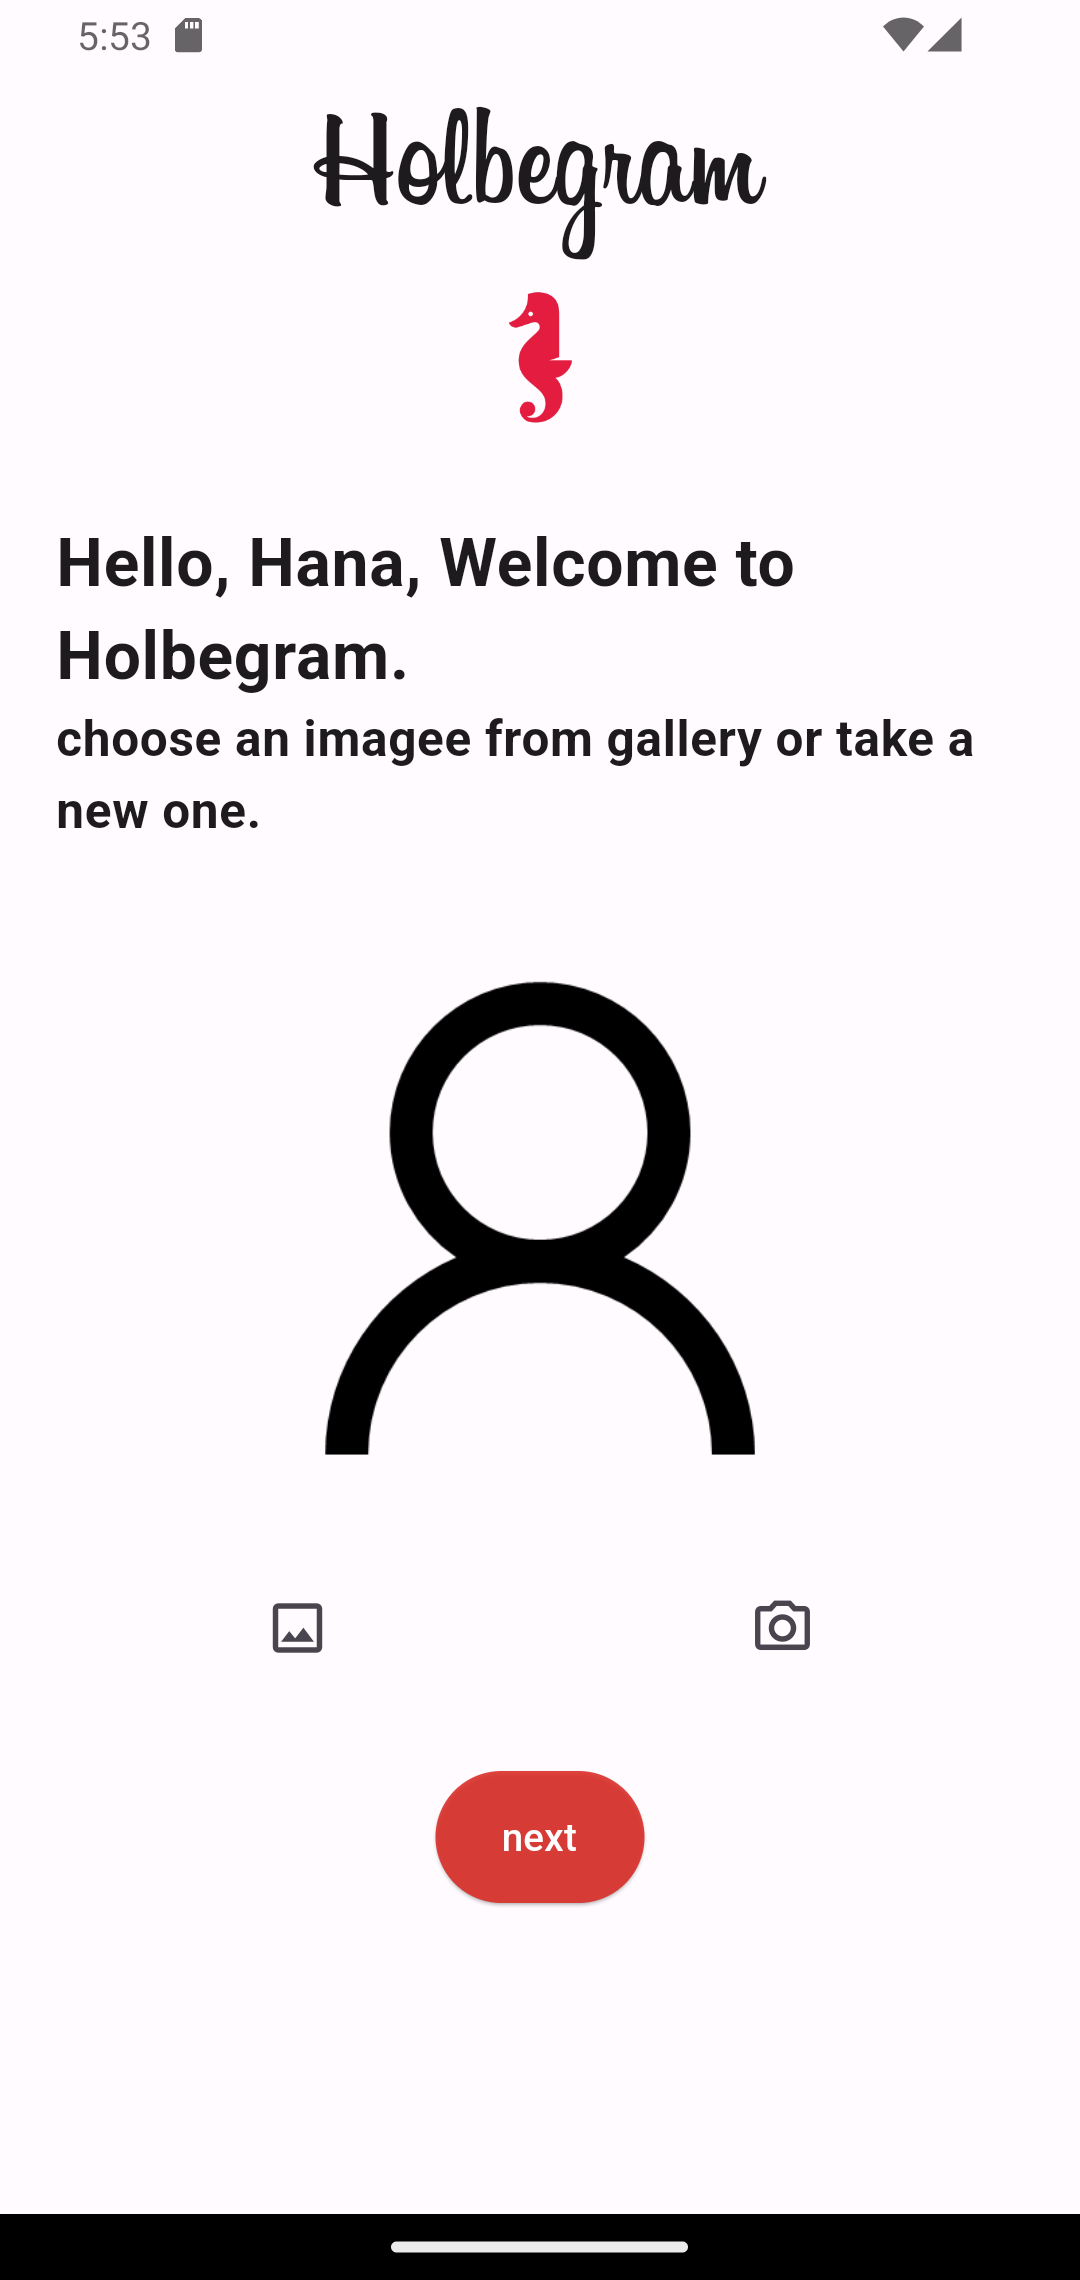 5:53
Holbegram
Hello, Hana, Welcome to
Holbegram.
choose an imagee from gallery or take a
new one.
next